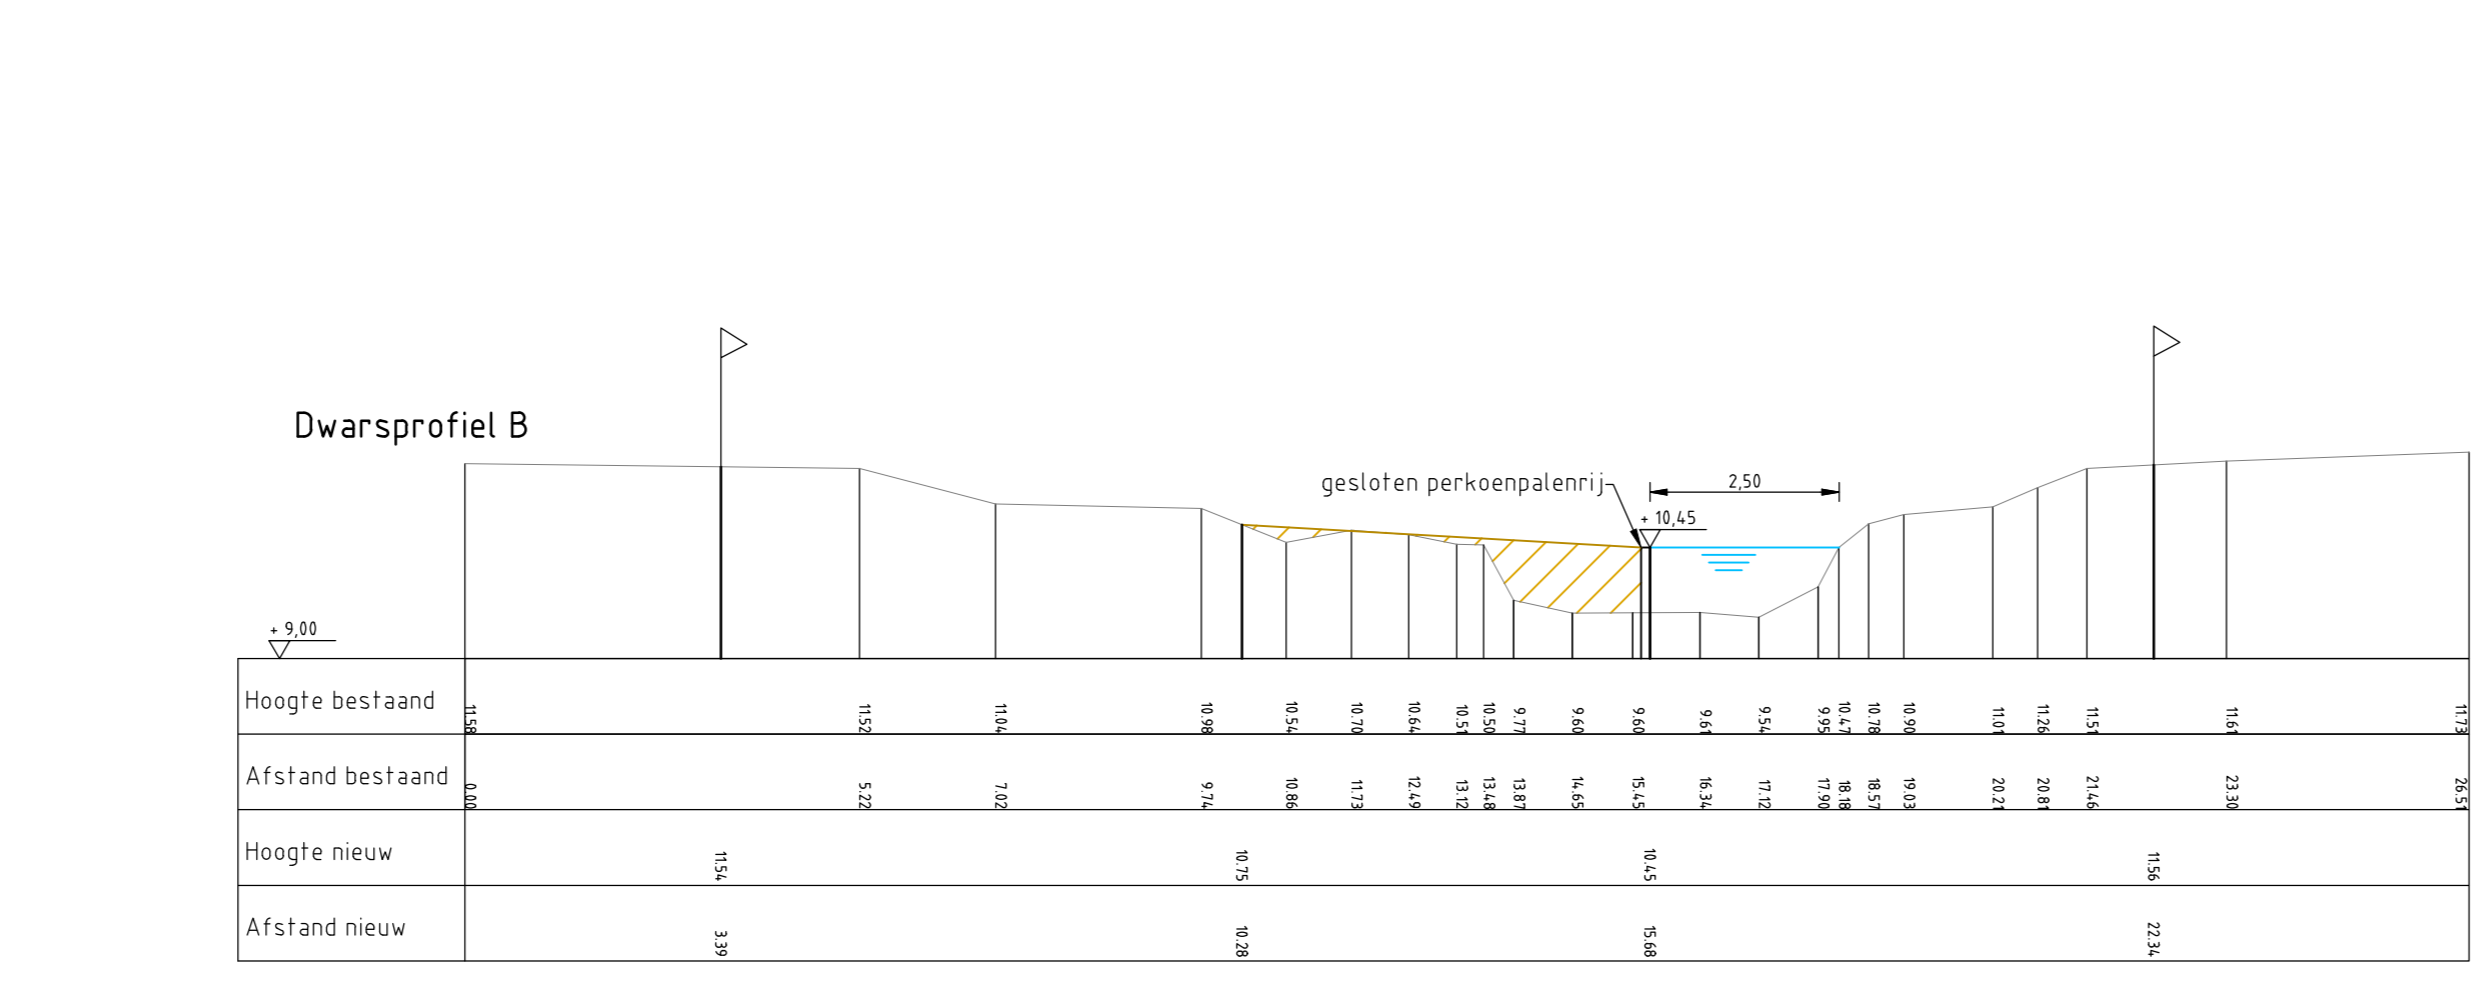 Dwarsprofiel B
gesloten perkoenpalenrij
2,50
+ 10,45
+ 9,00
Hoogte bestaand 11.58 11.52 11.04 10.98 10.54 10.70 10.64 10.51 10.50 9.77 9.60 9.60 9.61 9.54 9.95 10.47 10.78 10.90 11.01 11.26 11.51 11.61 11.73
Afstand bestaand 0.00 5.22 7.02 9.74 10.86 11.73 12.49 13.12 13.48 13.87 14.65 15.45 16.34 17.12 17.90 18.18 18.57 19.03 20.21 20.81 21.46 23.30 26.51
Hoogte nieuw 11.54 10.75 10.45 11.56
Afstand nieuw 3.39 10.28 15.68 22.34